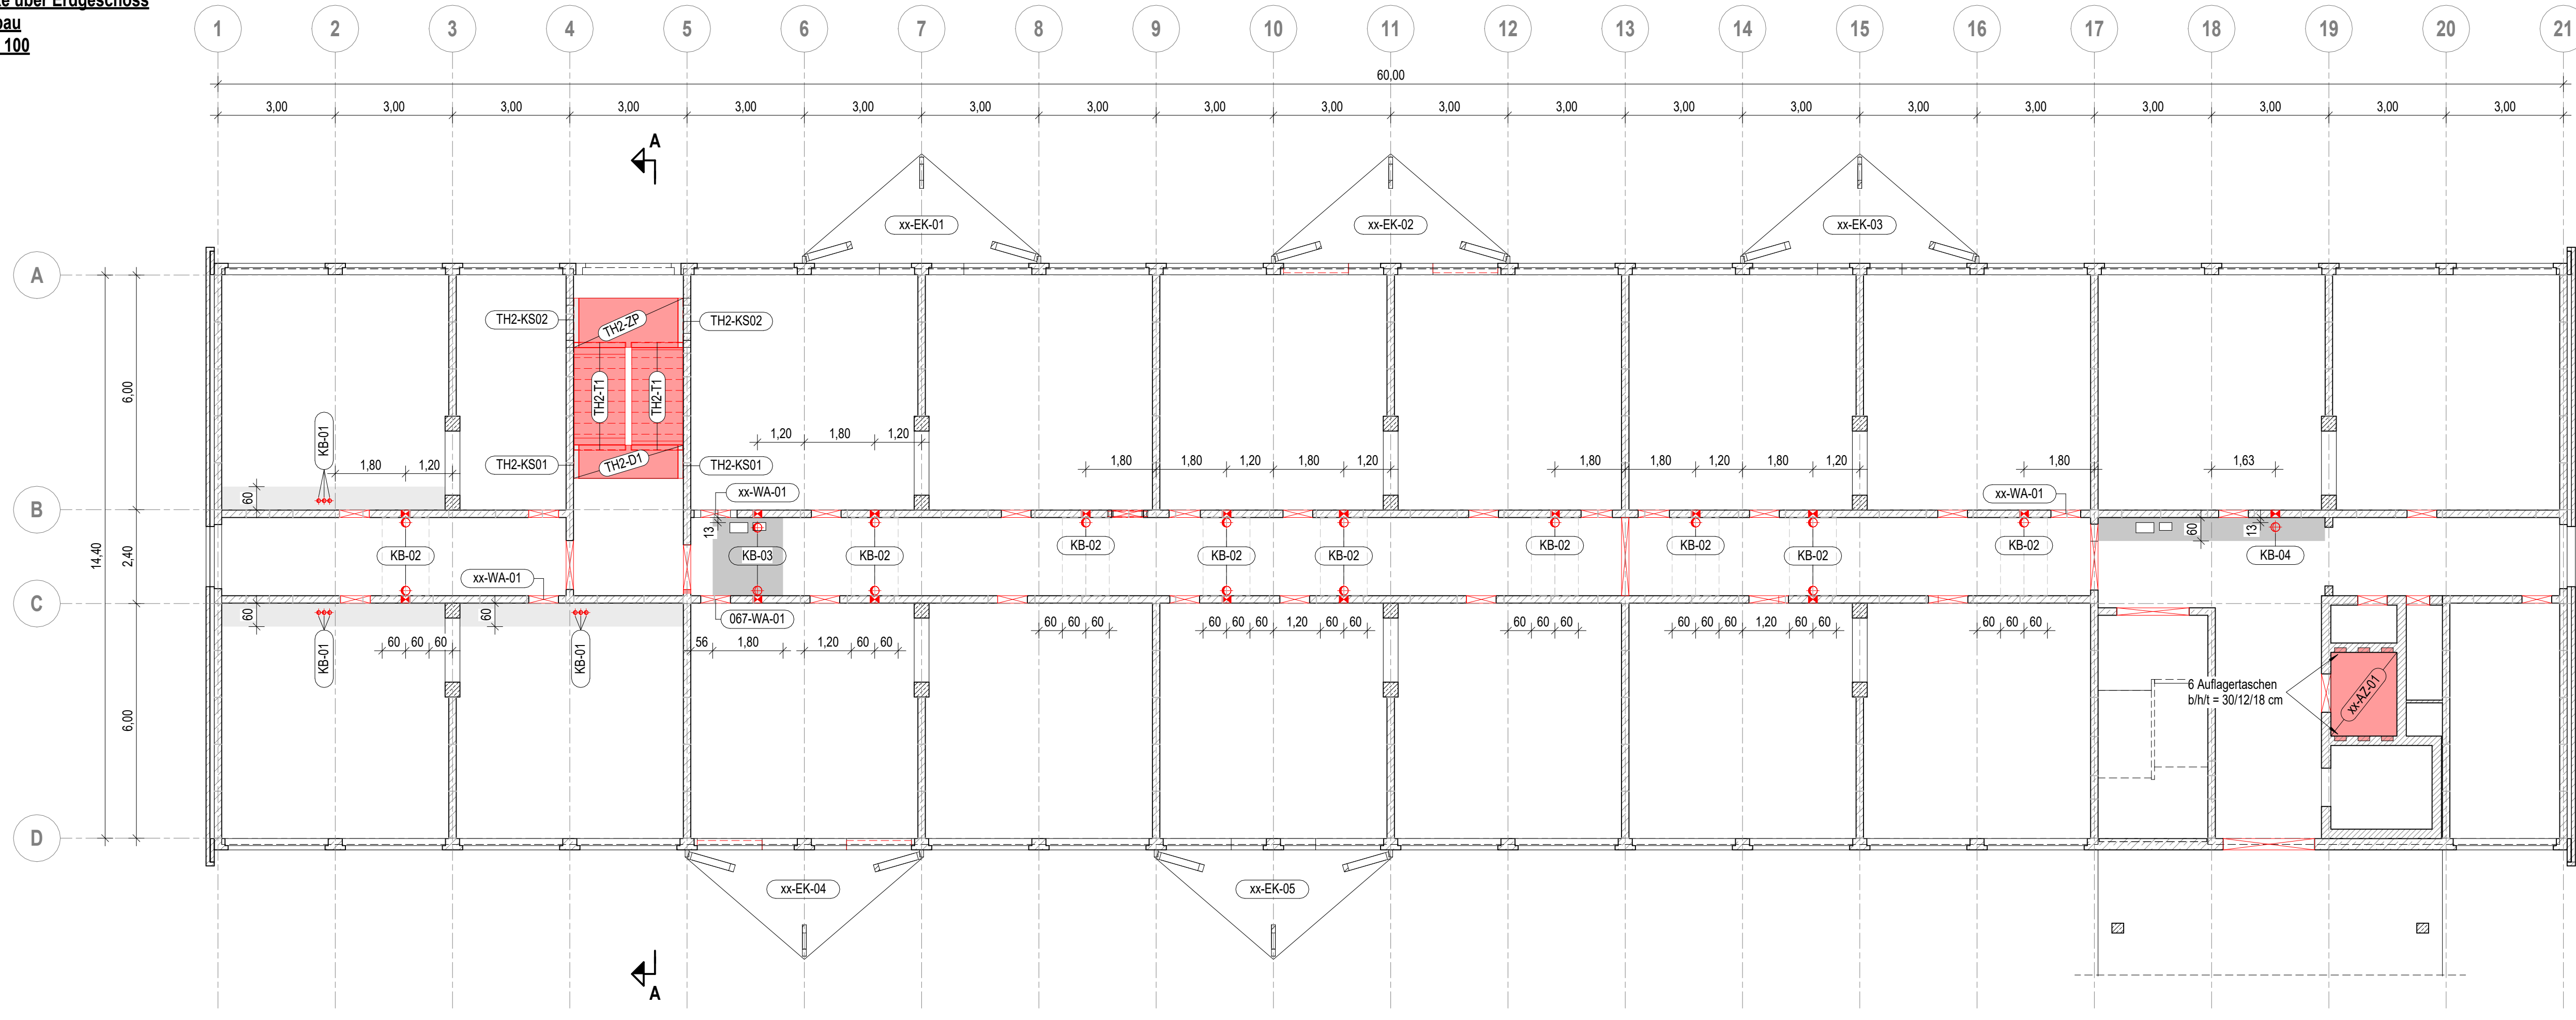 über Erdgeschoss
100
1 2 3 4 5 6 7 8 9 10 11 12 13 14 15 16 17 18 19 20 21
60,00
3,00 3,00 3,00 3,00 3,00 3,00 3,00 3,00 3,00 3,00 3,00 3,00 3,00 3,00 3,00 3,00 3,00 3,00 3,00 3,00
A
xx-EK-01 xx-EK-02 xx-EK-03
A
TH2-KS02 TH2-ZP TH2-KS02
TH2-T1 TH2-T1
6,00
KB-01
1,20 1,80 1,20
1,80 1,20 TH2-KS01 TH2-D1 TH2-KS01 1,80 1,80 1,20 1,80 1,20 1,80 1,80 1,20 1,80 1,20 1,80 1,63
60 xx-WA-01 xx-WA-01
B
13 60 13
14,40 2,40 KB-02 KB-03 KB-02 KB-02 KB-02 KB-02 KB-02 KB-02 KB-02 KB-02 KB-04
xx-WA-01
C
60 60 067-WA-01 60 60 60 60 60 60 1,20 60 60 60 60 60 60 60 60 1,20 60 60 60 60 60
KB-01 60 60 60 KB-01 56 1,80 1,20 60 60
6,00
6 Auflagertaschen
b/h/t = 30/12/18 cm
xx-AZ-01
D
xx-EK-04 xx-EK-05
A